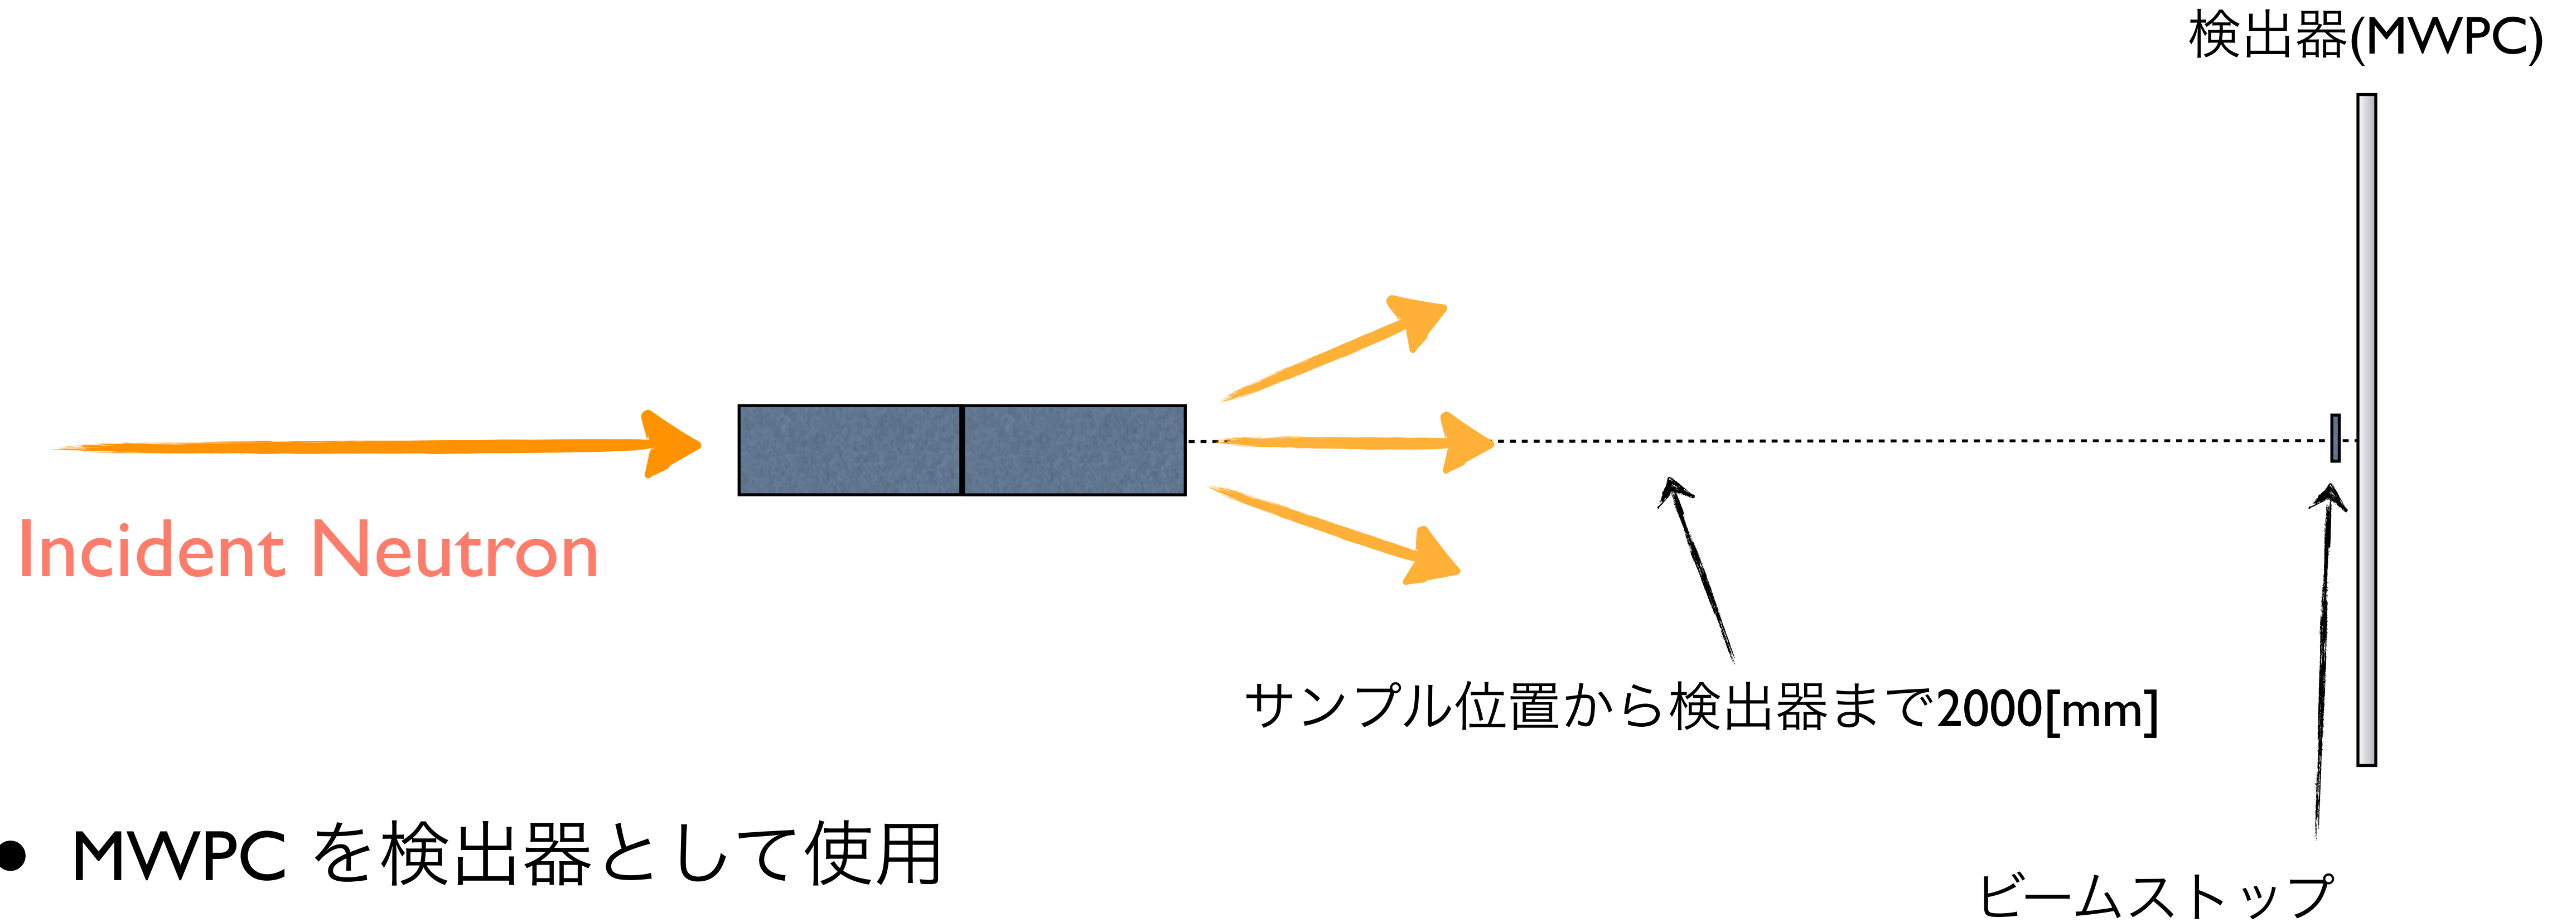 検出器(MWPC)
Incident Neutron
サンプル位置から検出器まで2000[mm]
• MWPC を検出器として使用
ビームストップ